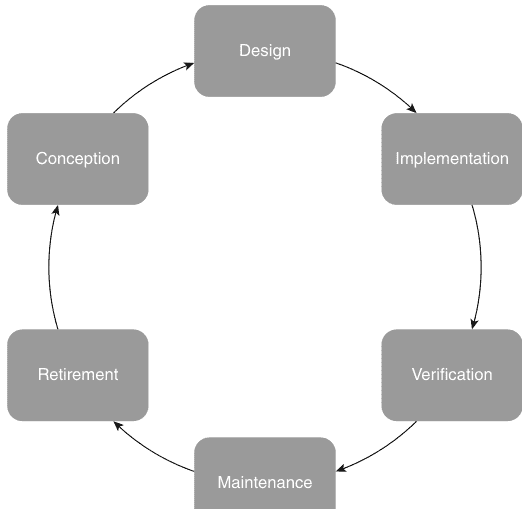 Design
Conception
Implementation
Retirement
Verification
Maintenance